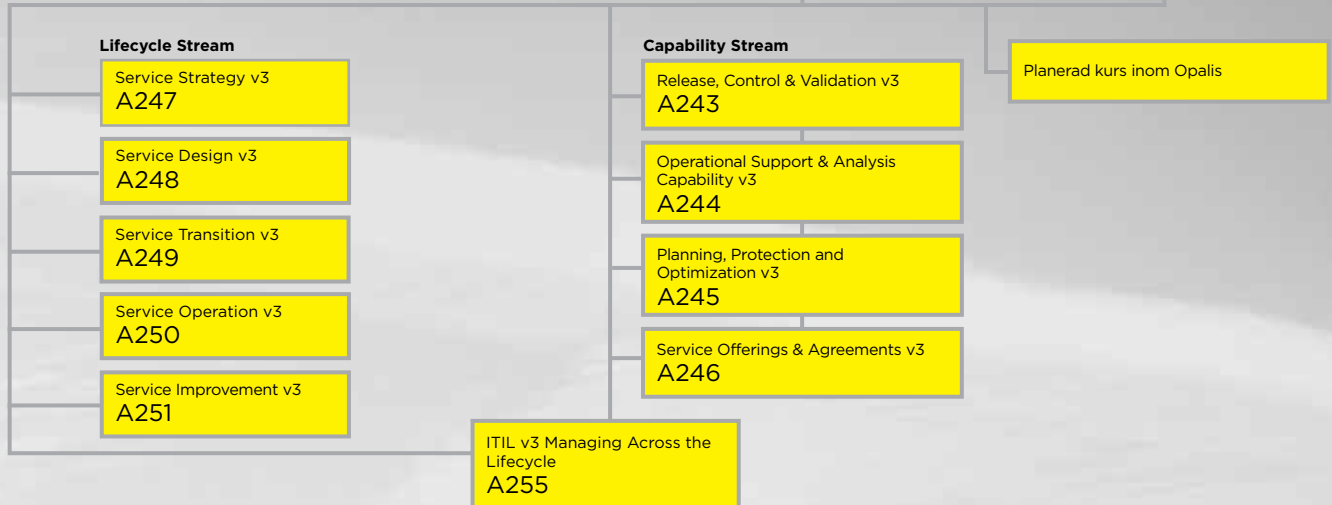 Lifecycle Stream
Service Strategy v3
A247
Service Design v3
A248
Service Transition v3
A249
Service Operation v3
A250
Service Improvement v3
A251
Capability Stream
Release, Control & Validation v3
A243
Operational Support & Analysis
Capability v3
A244
Planning, Protection and
Optimization v3
A245
Service Offerings & Agreements v3
A246
Planerad kurs inom Opalis
ITIL v3 Managing Across the
Lifecycle
A255